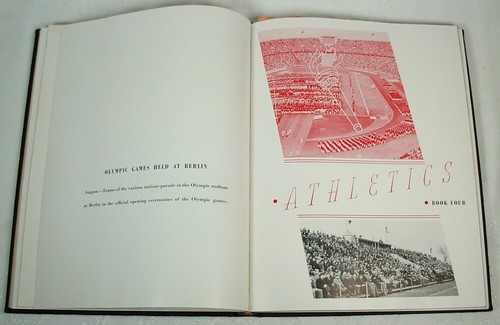 OLYMPIC GAMES HELD AT BERLIN
August.—Teams of the various nations parade in the Olympic stadium
at Berlin in the official opening ceremonies of the Olympic games.
• ATHLETICS
• BOOK FOUR